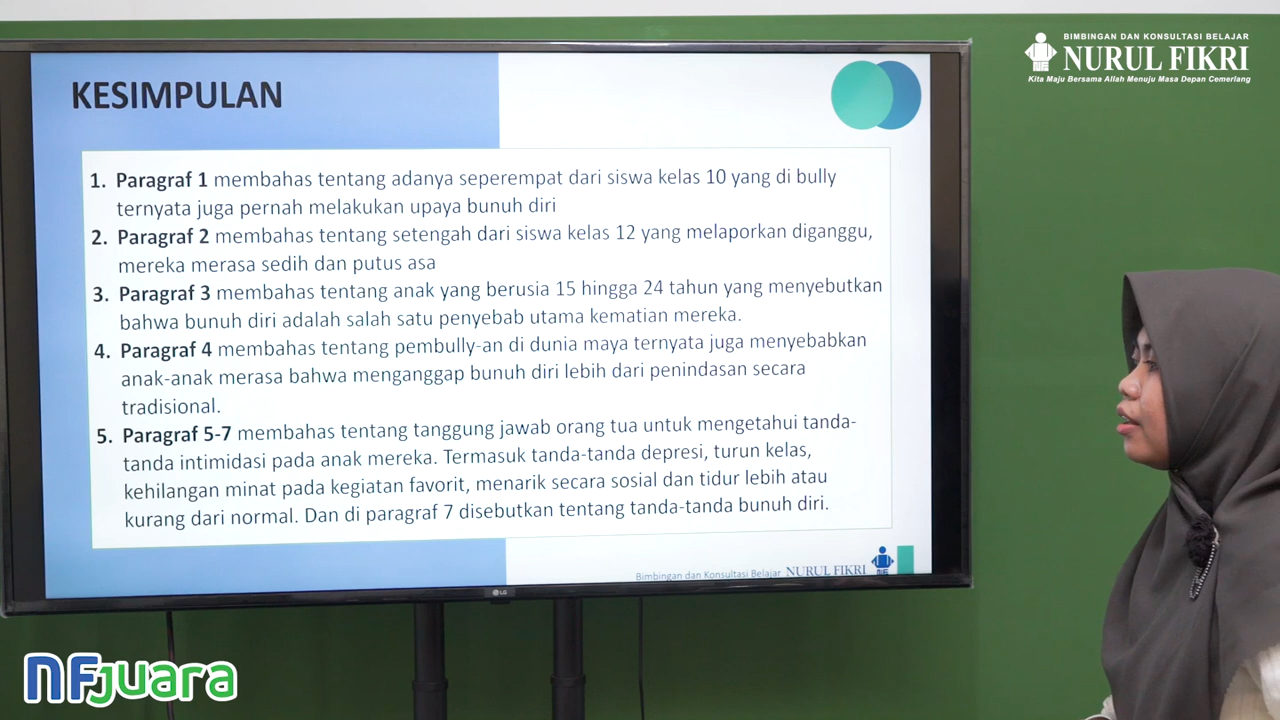 BIMBINGAN DAN KONSULTASI BELAJAR
NURUL FIKRI
Kita Maju Bersama Allah Menuju Masa Depan Cemerlang
KESIMPULAN
1. Paragraf 1 membahas tentang adanya seperempat dari siswa kelas 10 yang di bully
ternyata juga pernah melakukan upaya bunuh diri
2. Paragraf 2 membahas tentang setengah dari siswa kelas 12 yang melaporkan diganggu,
mereka merasa sedih dan putus asa
3. Paragraf 3 membahas tentang anak yang berusia 15 hingga 24 tahun yang menyebutkan
bahwa bunuh diri adalah salah satu penyebab utama kematian mereka.
4. Paragraf 4 membahas tentang pembully-an di dunia maya ternyata juga menyebabkan
anak-anak merasa bahwa menganggap bunuh diri lebih dari penindasan secara
tradisional.
5. Paragraf 5-7 membahas tentang tanggung jawab orang tua untuk mengetahui tanda-
tanda intimidasi pada anak mereka. Termasuk tanda-tanda depresi, turun kelas,
kehilangan minat pada kegiatan favorit, menarik secara sosial dan tidur lebih atau
kurang dari normal. Dan di paragraf 7 disebutkan tentang tanda-tanda bunuh diri.
Bimbingan dan Konsultasi Belajar NURUL FIKRI
LG
NFjuara